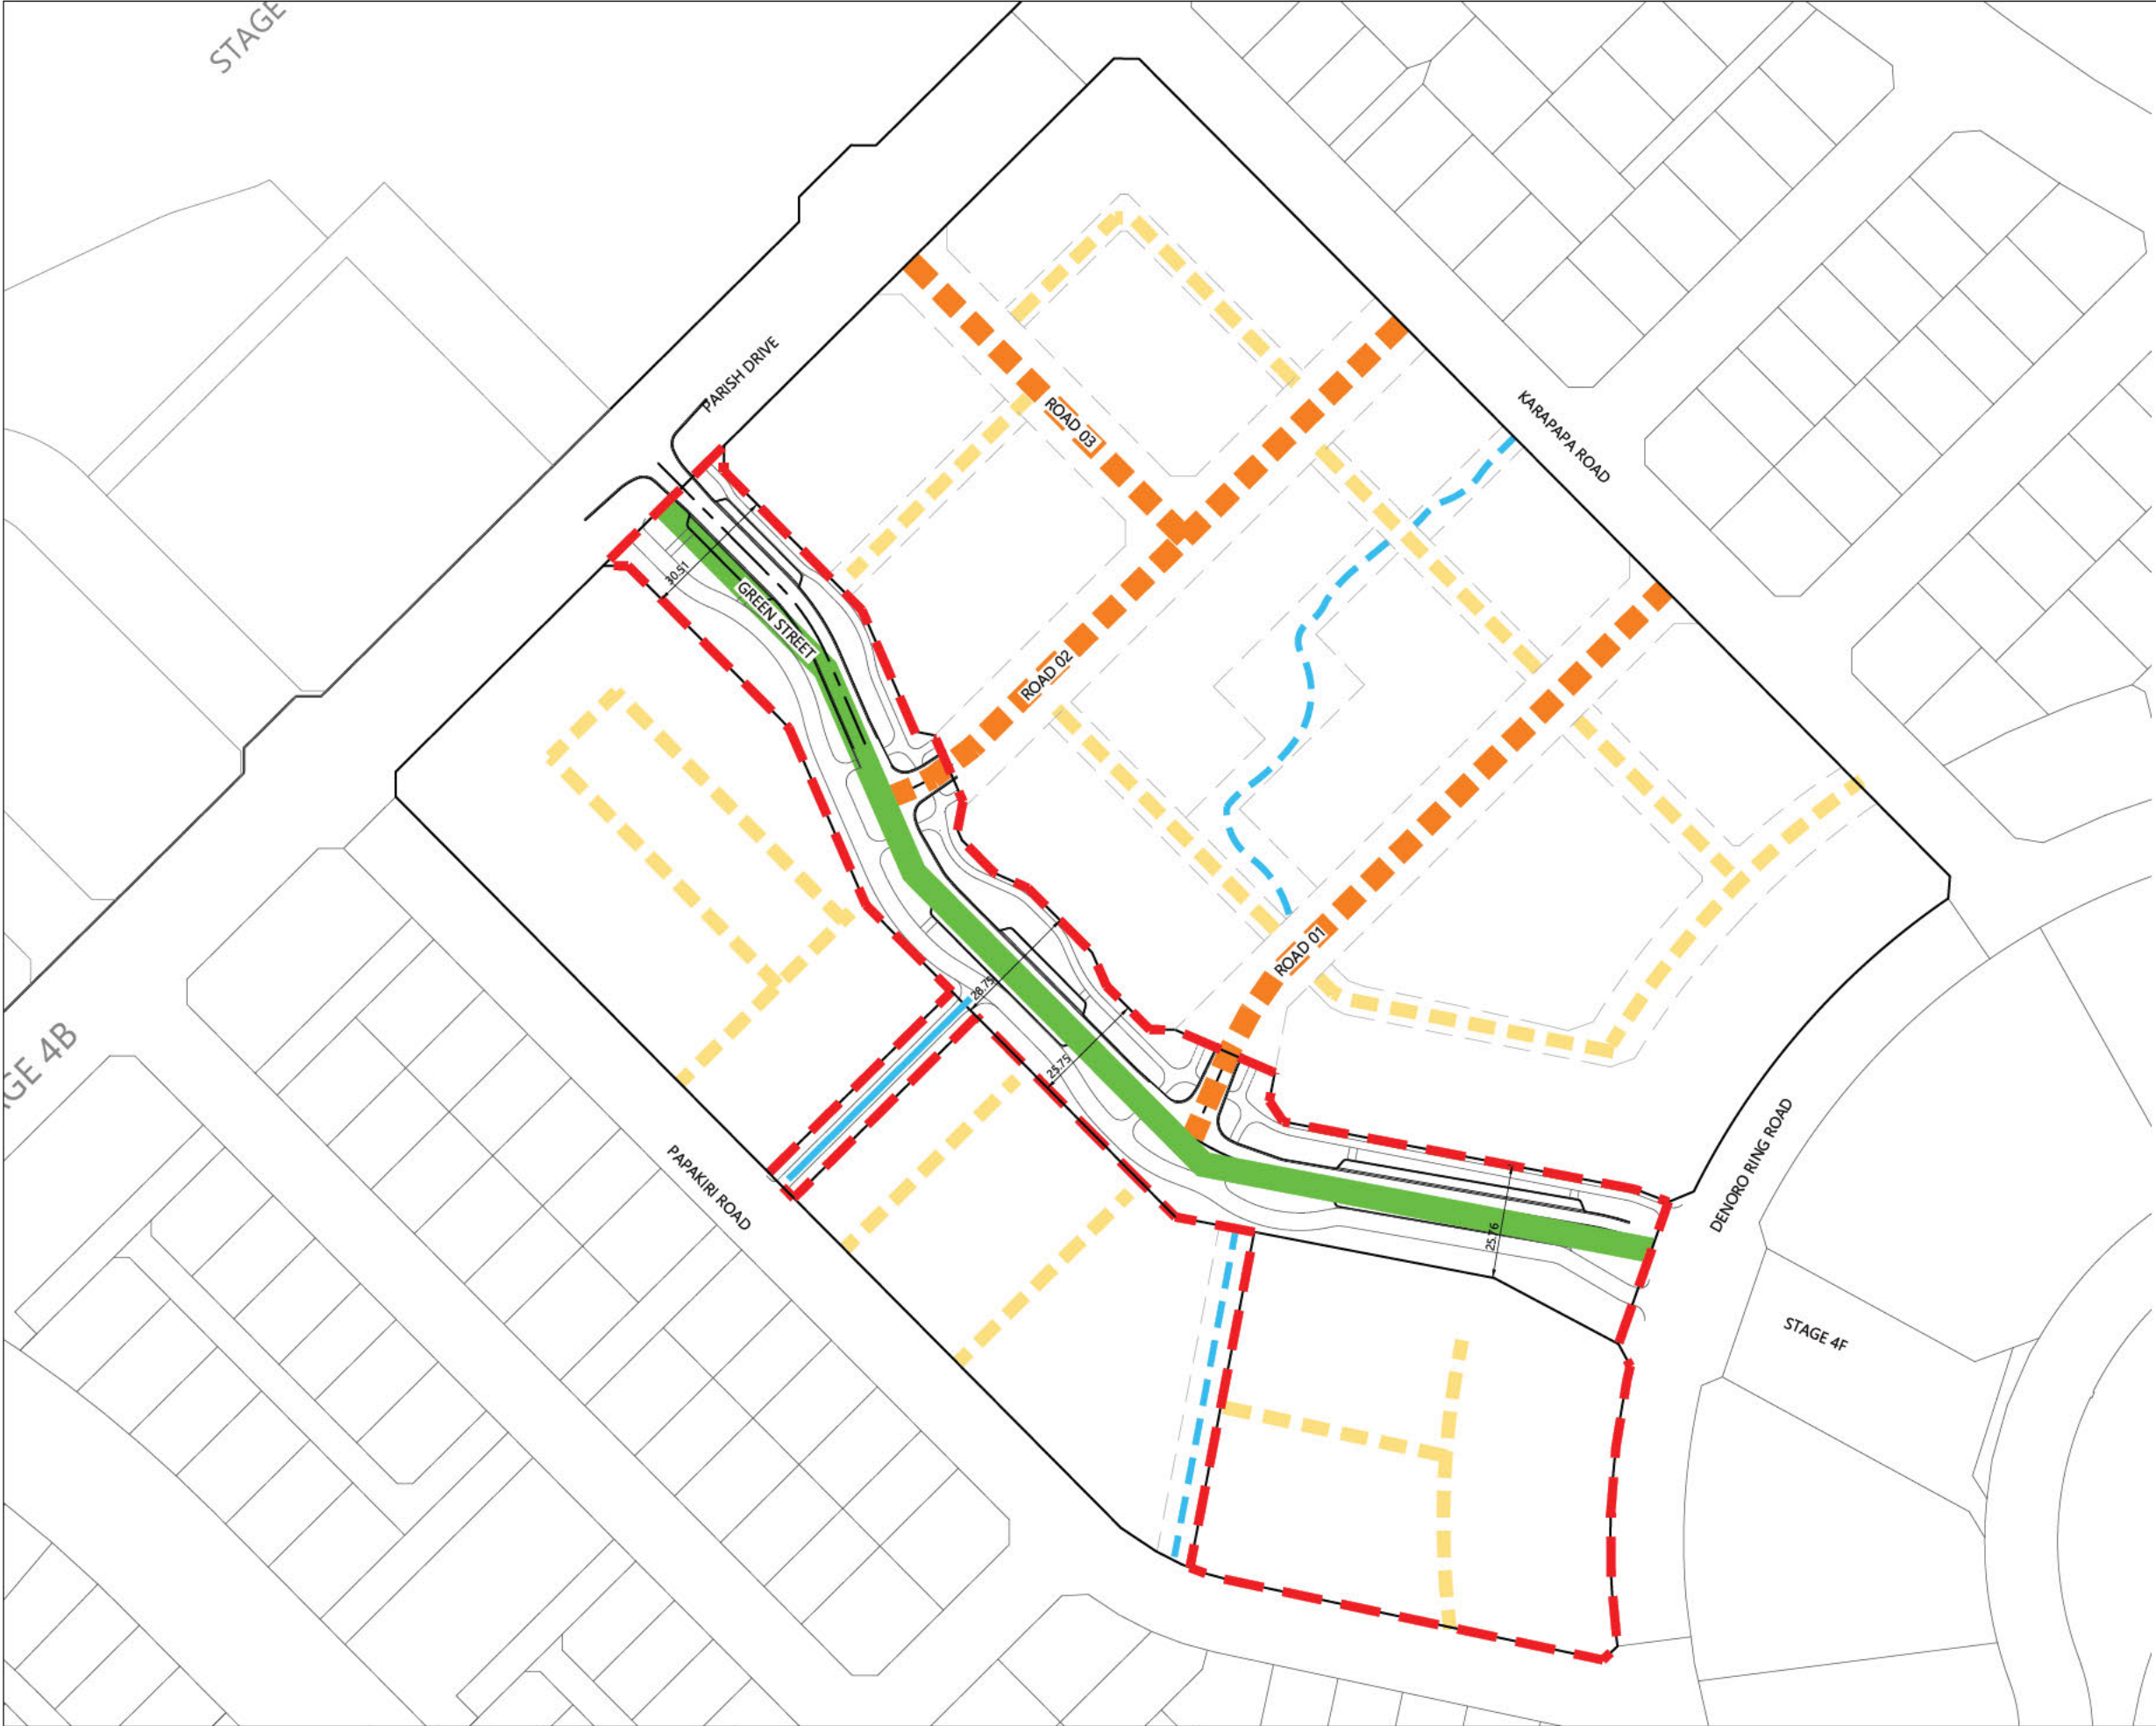 STAGE
PARISH DRIVE
KARAPAPA ROAD
ROAD 03
30.51
GREEN STREET
ROAD 02
ROAD 01
28.75
25.75
GE 4B
PAPAKIRI ROAD
DENORO RING ROAD
25.76
STAGE 4F